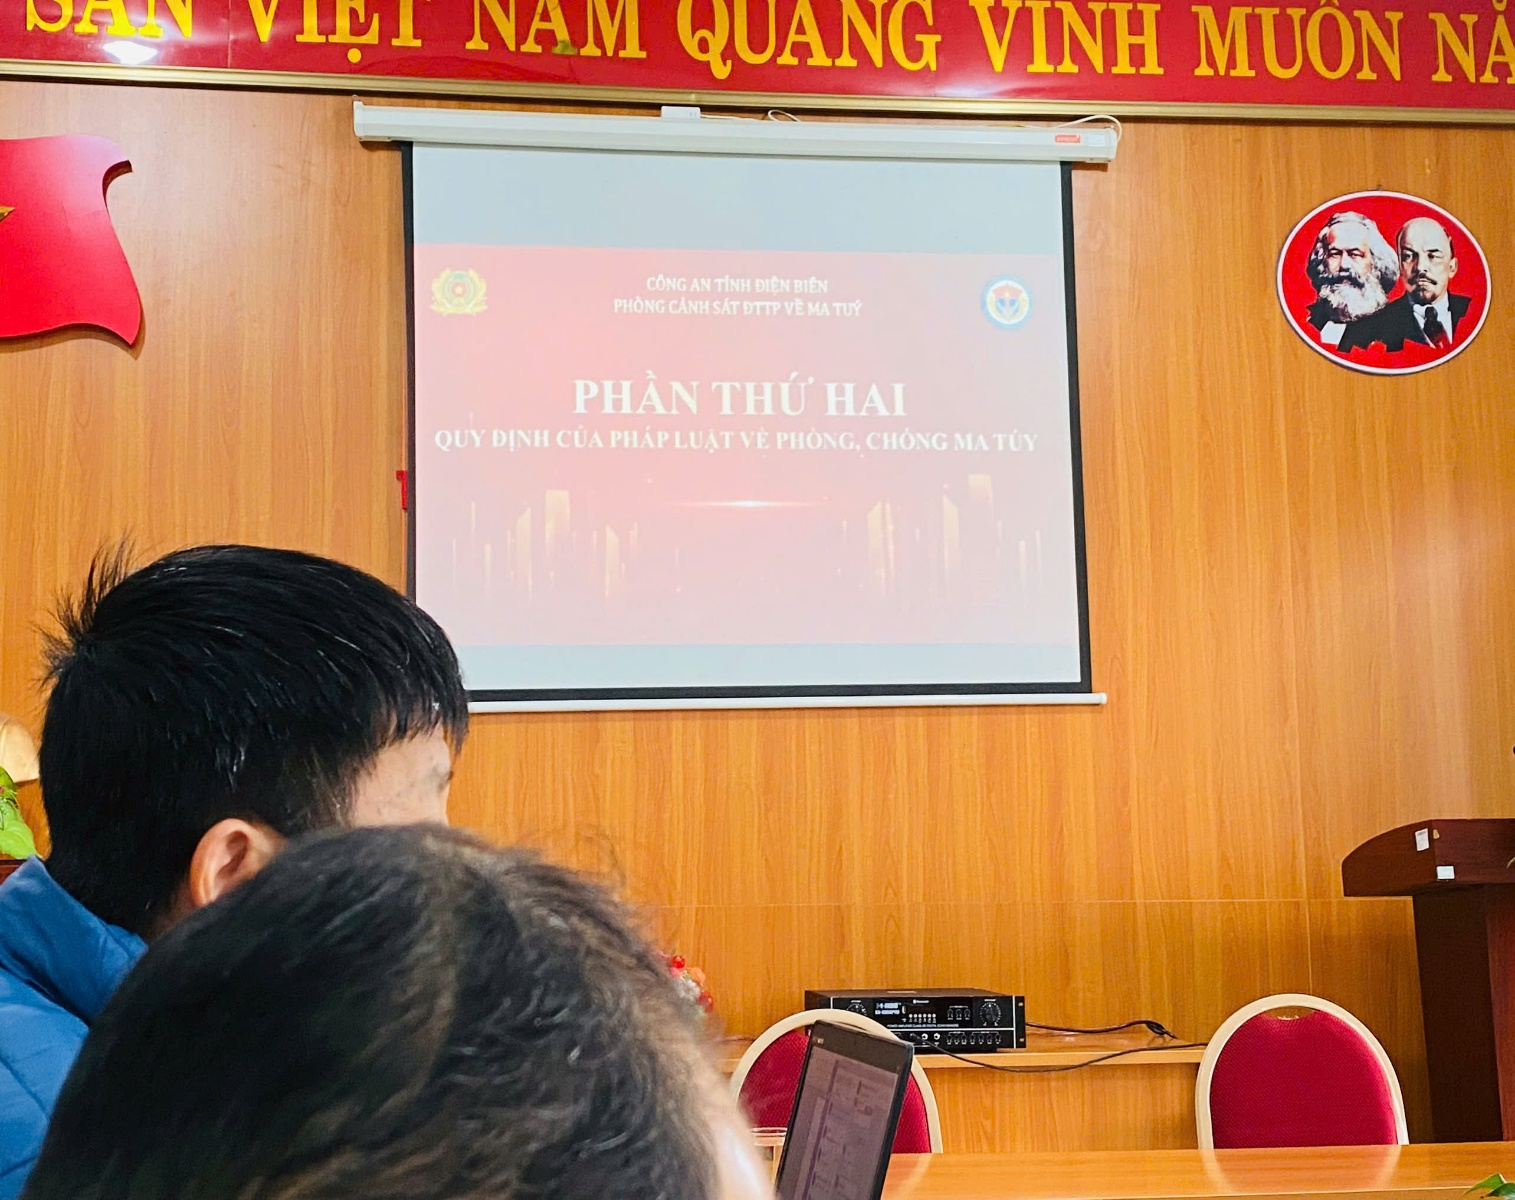 SẢN VIỆT NAM QUANG VINH MUÔN NĂ
CÔNG AN TỈNH ĐIỆN BIÊN
PHÒNG CẢNH SÁT ĐTTP VỀ MA TUÝ
PHẦN THỨ HAI
QUY ĐỊNH CỦA PHÁP LUẬT VỀ PHÒNG, CHỐNG MA TÚY